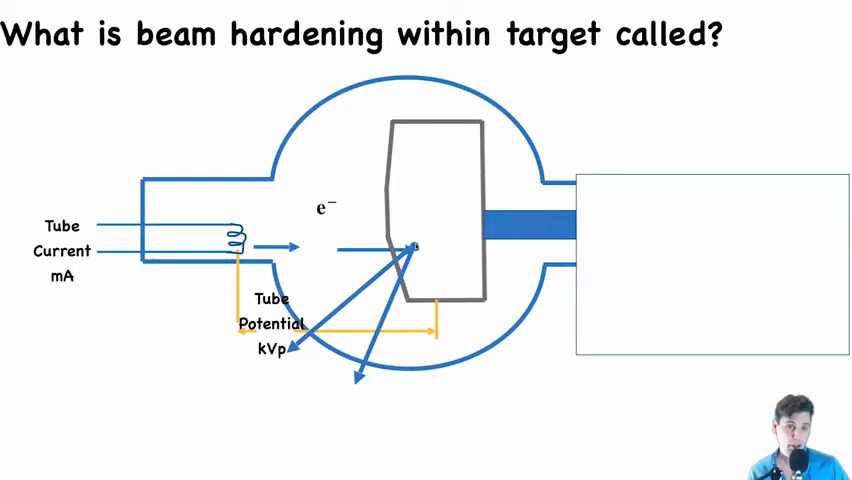 What is beam hardening within target called?
e⁻
Tube
Current
mA
Tube
Potential
kVp